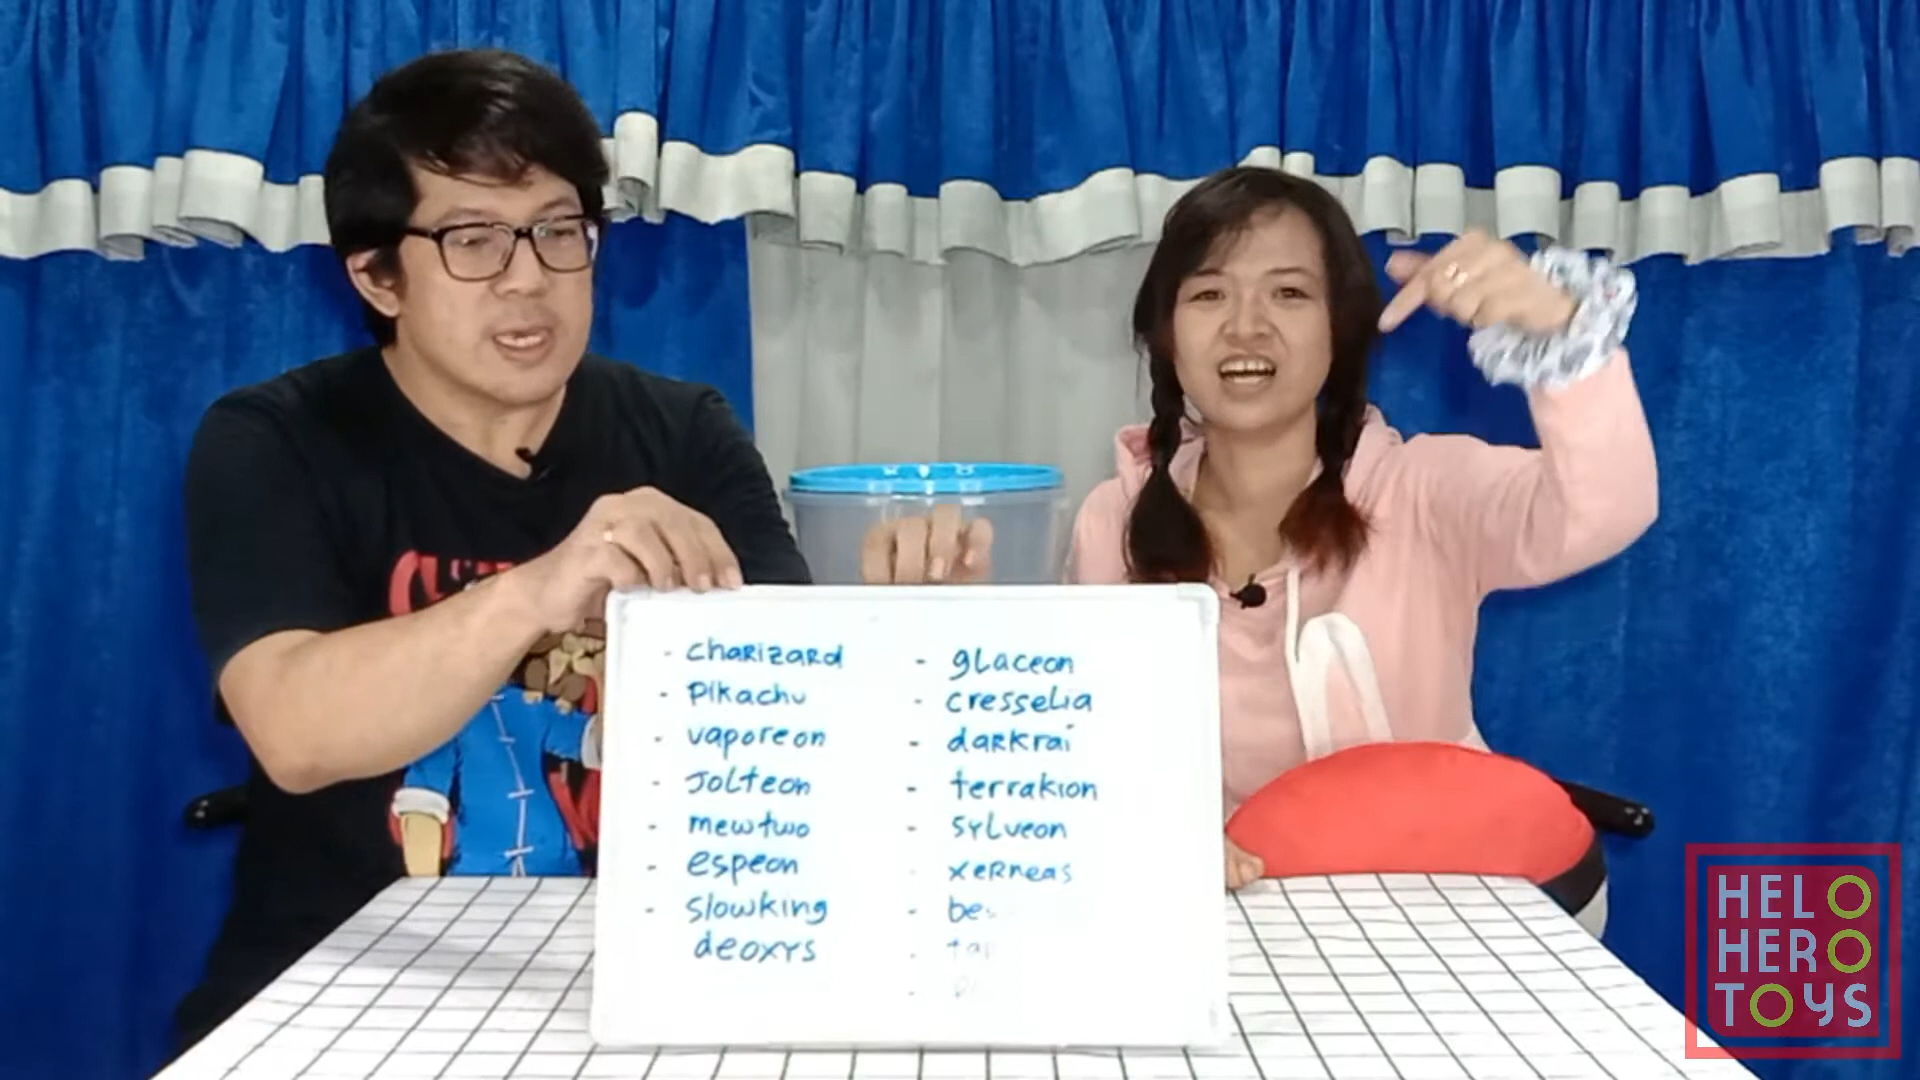 - charizard
- pikachu
- vaporeon
- Jolteon
- mewtwo
- espeon
- slowking
deoxys
- glaceon
- cresselia
- darkrai
- terrakion
- sylveon
- xerneas
HELO
HERO
TOYS